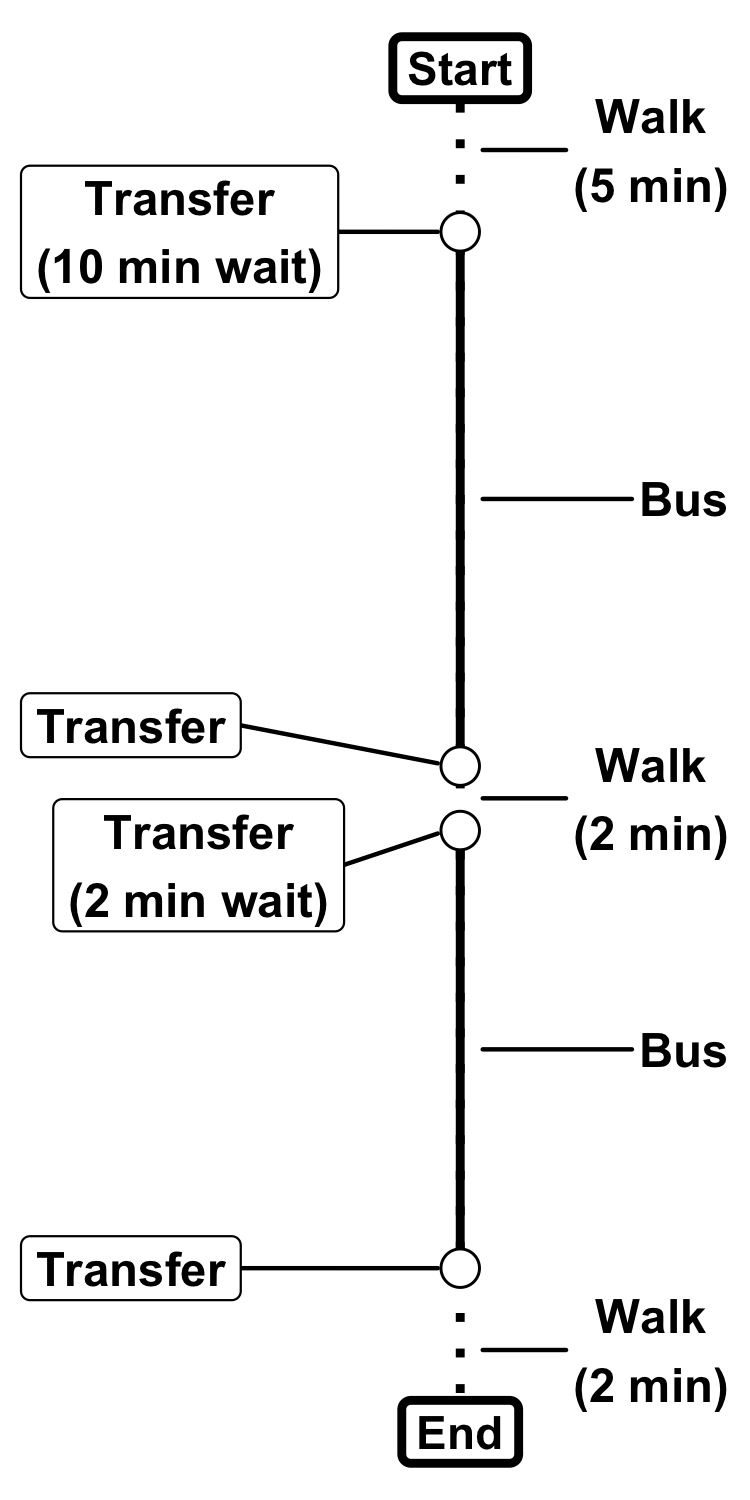 Start
Walk
(5 min)
Transfer
(10 min wait)
Bus
Transfer
Walk
(2 min)
Transfer
(2 min wait)
Bus
Transfer
Walk
(2 min)
End